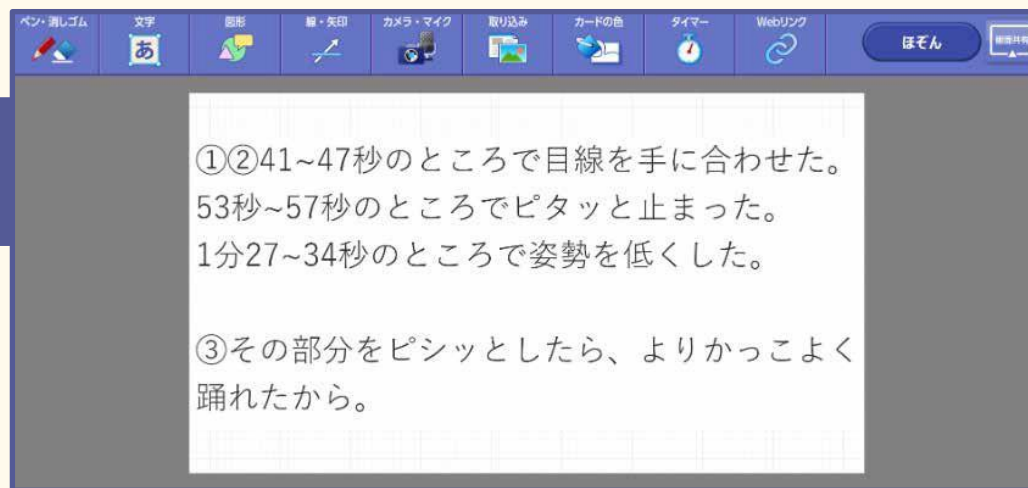 ペン・消しゴム
文字
図形
線・矢印
カメラ・マイク
取り込み
カードの色
タイマー
Webリンク
あ
ほぞん
画面共有
①②41~47秒のところで目線を手に合わせた。
53秒~57秒のところでピタッと止まった。
1分27~34秒のところで姿勢を低くした。
③その部分をピシッとしたら、よりかっこよく
踊れたから。